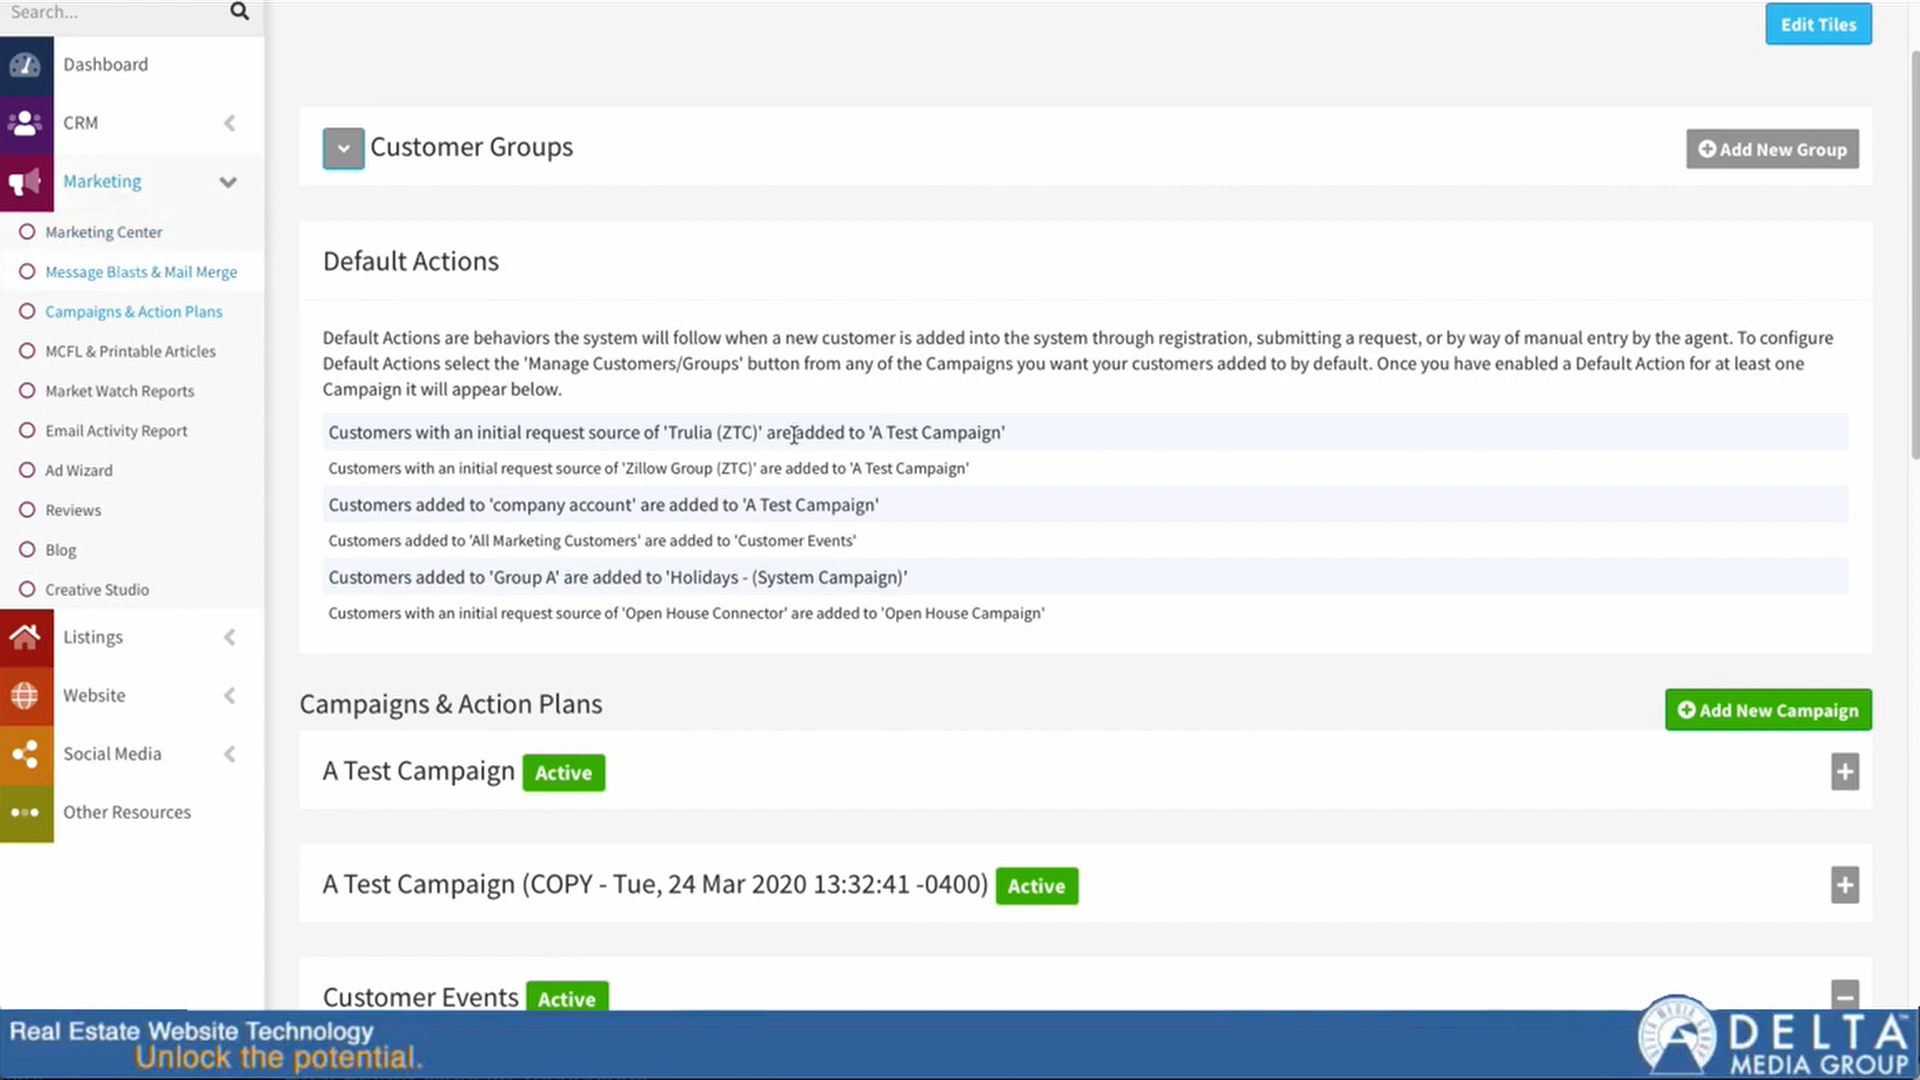 Search...
Edit Tiles
Dashboard
CRM
Marketing
Marketing Center
Message Blasts & Mail Merge
Campaigns & Action Plans
MCFL & Printable Articles
Market Watch Reports
Email Activity Report
Ad Wizard
Reviews
Blog
Creative Studio
Listings
Website
Social Media
Other Resources
Customer Groups
Add New Group
Default Actions
Default Actions are behaviors the system will follow when a new customer is added into the system through registration, submitting a request, or by way of manual entry by the agent. To configure
Default Actions select the 'Manage Customers/Groups' button from any of the Campaigns you want your customers added to by default. Once you have enabled a Default Action for at least one
Campaign it will appear below.
Customers with an initial request source of 'Trulia (ZTC)' are added to 'A Test Campaign'
Customers with an initial request source of 'Zillow Group (ZTC)' are added to 'A Test Campaign'
Customers added to 'company account' are added to 'A Test Campaign'
Customers added to 'All Marketing Customers' are added to 'Customer Events'
Customers added to 'Group A' are added to 'Holidays - (System Campaign)'
Customers with an initial request source of 'Open House Connector' are added to 'Open House Campaign'
Campaigns & Action Plans
Add New Campaign
A Test Campaign Active
A Test Campaign (COPY - Tue, 24 Mar 2020 13:32:41 -0400) Active
Customer Events Active
Real Estate Website Technology
Unlock the potential.
DELTA
MEDIA GROUP